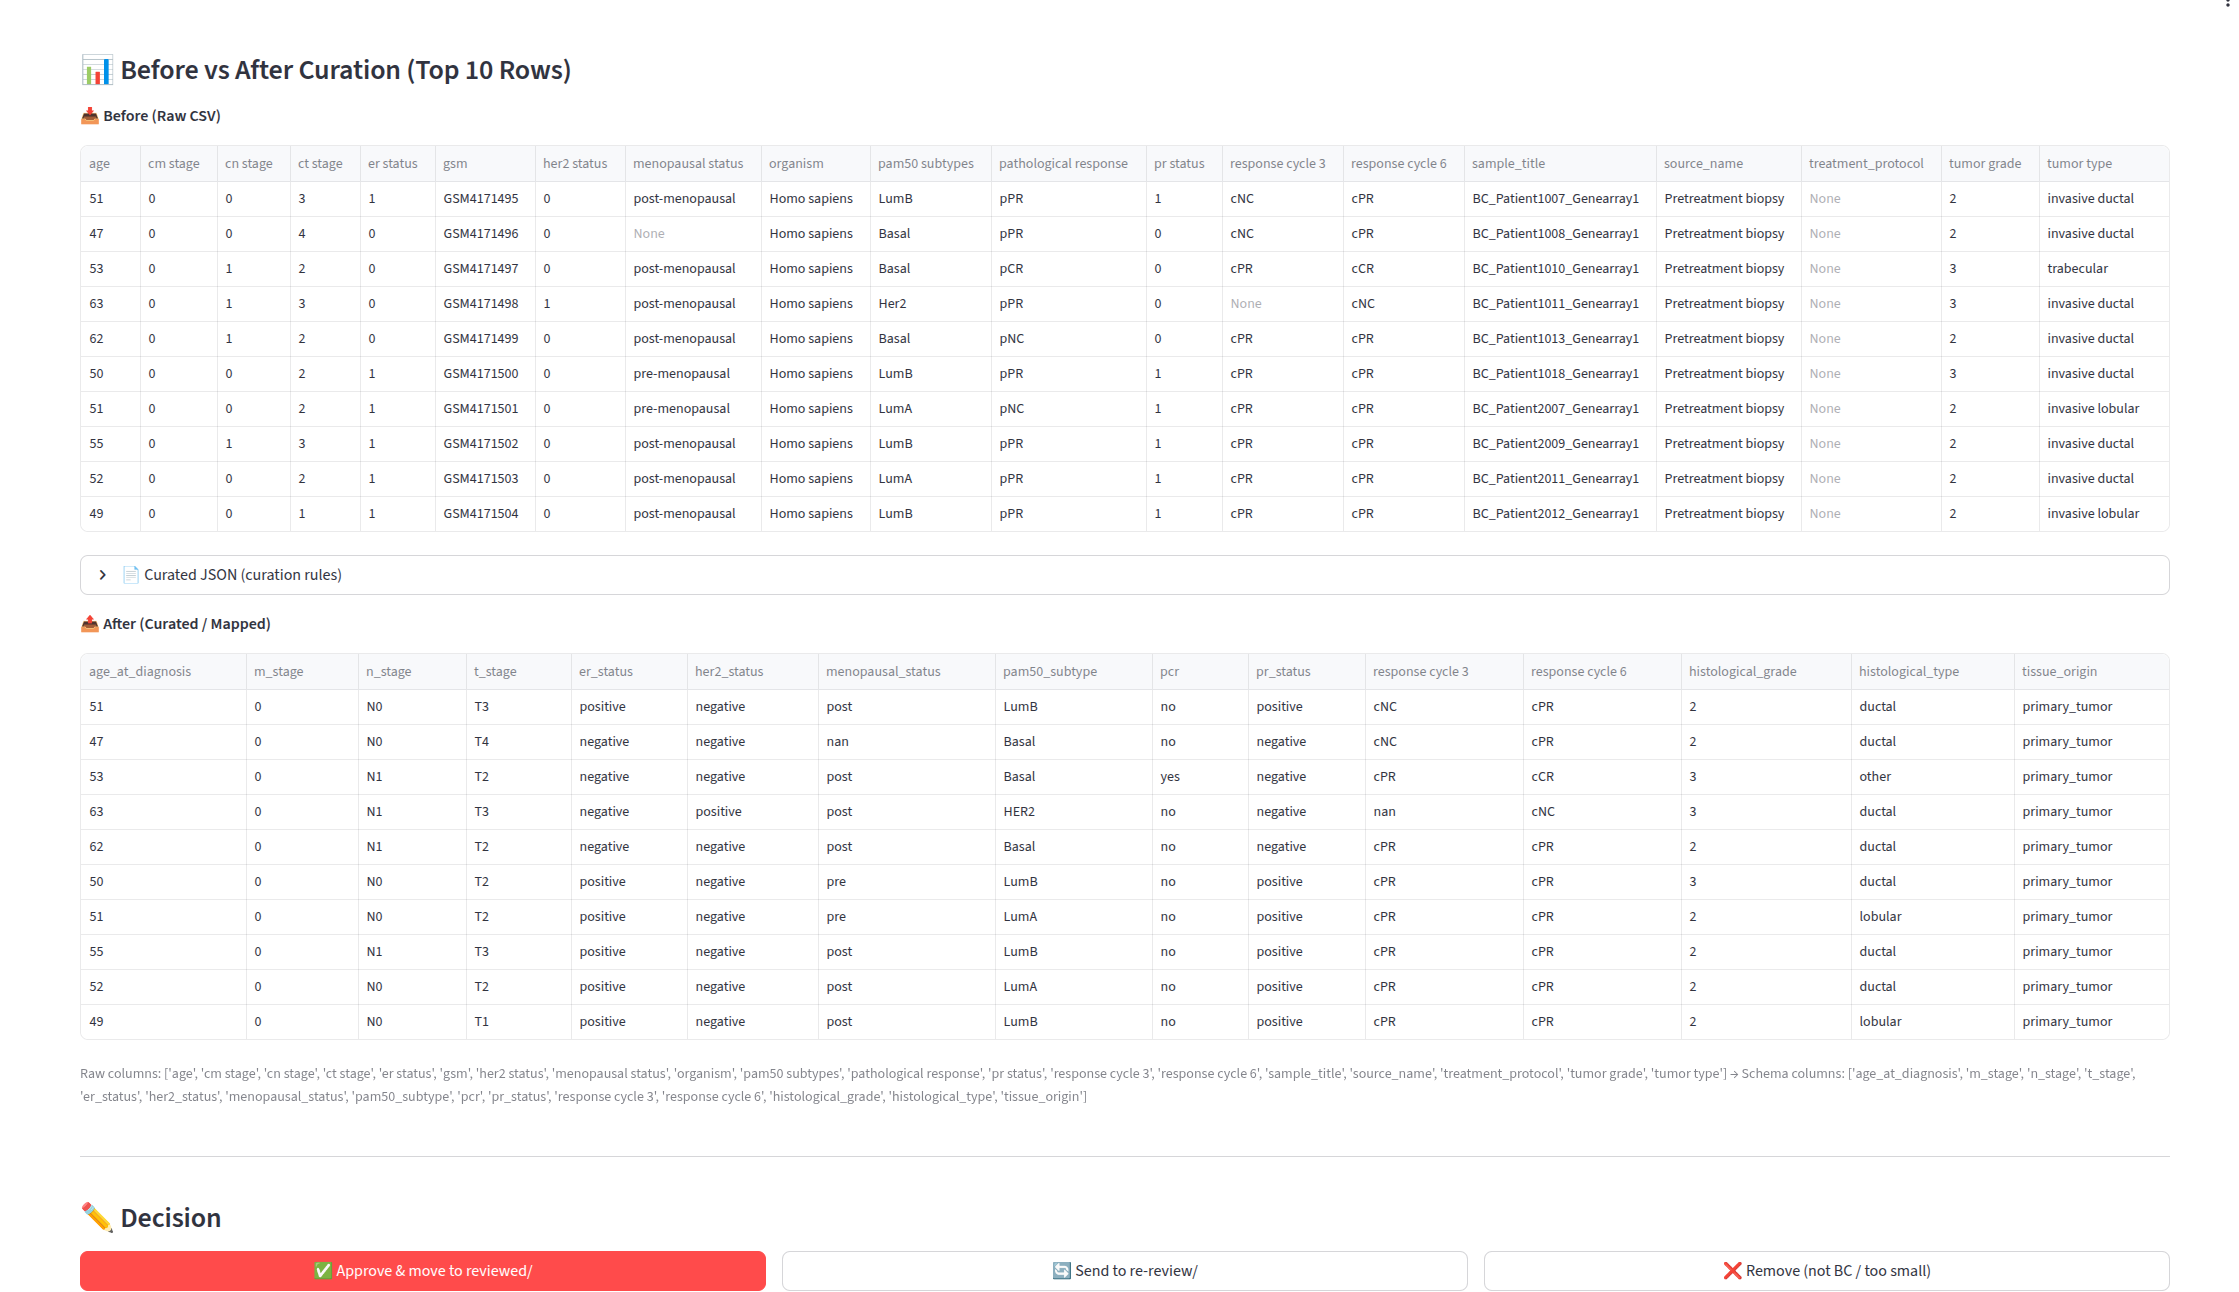 📊 Before vs After Curation (Top 10 Rows)
📥 Before (Raw CSV)
age cm stage cn stage ct stage er status gsm her2 status menopausal status organism pam50 subtypes pathological response pr status response cycle 3 response cycle 6 sample_title source_name treatment_protocol tumor grade tumor type
51 0 0 3 1 GSM4171495 0 post-menopausal Homo sapiens LumB pPR 1 cNC cPR BC_Patient1007_Genearray1 Pretreatment biopsy None 2 invasive ductal
47 0 0 4 0 GSM4171496 0 None Homo sapiens Basal pPR 0 cNC cPR BC_Patient1008_Genearray1 Pretreatment biopsy None 2 invasive ductal
53 0 1 2 0 GSM4171497 0 post-menopausal Homo sapiens Basal pCR 0 cPR cCR BC_Patient1010_Genearray1 Pretreatment biopsy None 3 trabecular
63 0 1 3 0 GSM4171498 1 post-menopausal Homo sapiens Her2 pPR 0 None cNC BC_Patient1011_Genearray1 Pretreatment biopsy None 3 invasive ductal
62 0 1 2 0 GSM4171499 0 post-menopausal Homo sapiens Basal pNC 0 cPR cPR BC_Patient1013_Genearray1 Pretreatment biopsy None 2 invasive ductal
50 0 0 2 1 GSM4171500 0 pre-menopausal Homo sapiens LumB pPR 1 cPR cPR BC_Patient1018_Genearray1 Pretreatment biopsy None 3 invasive ductal
51 0 0 2 1 GSM4171501 0 pre-menopausal Homo sapiens LumA pNC 1 cPR cPR BC_Patient2007_Genearray1 Pretreatment biopsy None 2 invasive lobular
55 0 1 3 1 GSM4171502 0 post-menopausal Homo sapiens LumB pPR 1 cPR cPR BC_Patient2009_Genearray1 Pretreatment biopsy None 2 invasive ductal
52 0 0 2 1 GSM4171503 0 post-menopausal Homo sapiens LumA pPR 1 cPR cPR BC_Patient2011_Genearray1 Pretreatment biopsy None 2 invasive ductal
49 0 0 1 1 GSM4171504 0 post-menopausal Homo sapiens LumB pPR 1 cPR cPR BC_Patient2012_Genearray1 Pretreatment biopsy None 2 invasive lobular
📄 Curated JSON (curation rules)
📤 After (Curated / Mapped)
age_at_diagnosis m_stage n_stage t_stage er_status her2_status menopausal_status pam50_subtype pcr pr_status response cycle 3 response cycle 6 histological_grade histological_type tissue_origin
51 0 N0 T3 positive negative post LumB no positive cNC cPR 2 ductal primary_tumor
47 0 N0 T4 negative negative nan Basal no negative cNC cPR 2 ductal primary_tumor
53 0 N1 T2 negative negative post Basal yes negative cPR cCR 3 other primary_tumor
63 0 N1 T3 negative positive post HER2 no negative nan cNC 3 ductal primary_tumor
62 0 N1 T2 negative negative post Basal no negative cPR cPR 2 ductal primary_tumor
50 0 N0 T2 positive negative pre LumB no positive cPR cPR 3 ductal primary_tumor
51 0 N0 T2 positive negative pre LumA no positive cPR cPR 2 lobular primary_tumor
55 0 N1 T3 positive negative post LumB no positive cPR cPR 2 ductal primary_tumor
52 0 N0 T2 positive negative post LumA no positive cPR cPR 2 ductal primary_tumor
49 0 N0 T1 positive negative post LumB no positive cPR cPR 2 lobular primary_tumor
Raw columns: ['age', 'cm stage', 'cn stage', 'ct stage', 'er status', 'gsm', 'her2 status', 'menopausal status', 'organism', 'pam50 subtypes', 'pathological response', 'pr status', 'response cycle 3', 'response cycle 6', 'sample_title', 'source_name', 'treatment_protocol', 'tumor grade', 'tumor type'] → Schema columns: ['age_at_diagnosis', 'm_stage', 'n_stage', 't_stage',
'er_status', 'her2_status', 'menopausal_status', 'pam50_subtype', 'pcr', 'pr_status', 'response cycle 3', 'response cycle 6', 'histological_grade', 'histological_type', 'tissue_origin']
✏️ Decision
✅ Approve & move to reviewed/
🔄 Send to re-review/
❌ Remove (not BC / too small)